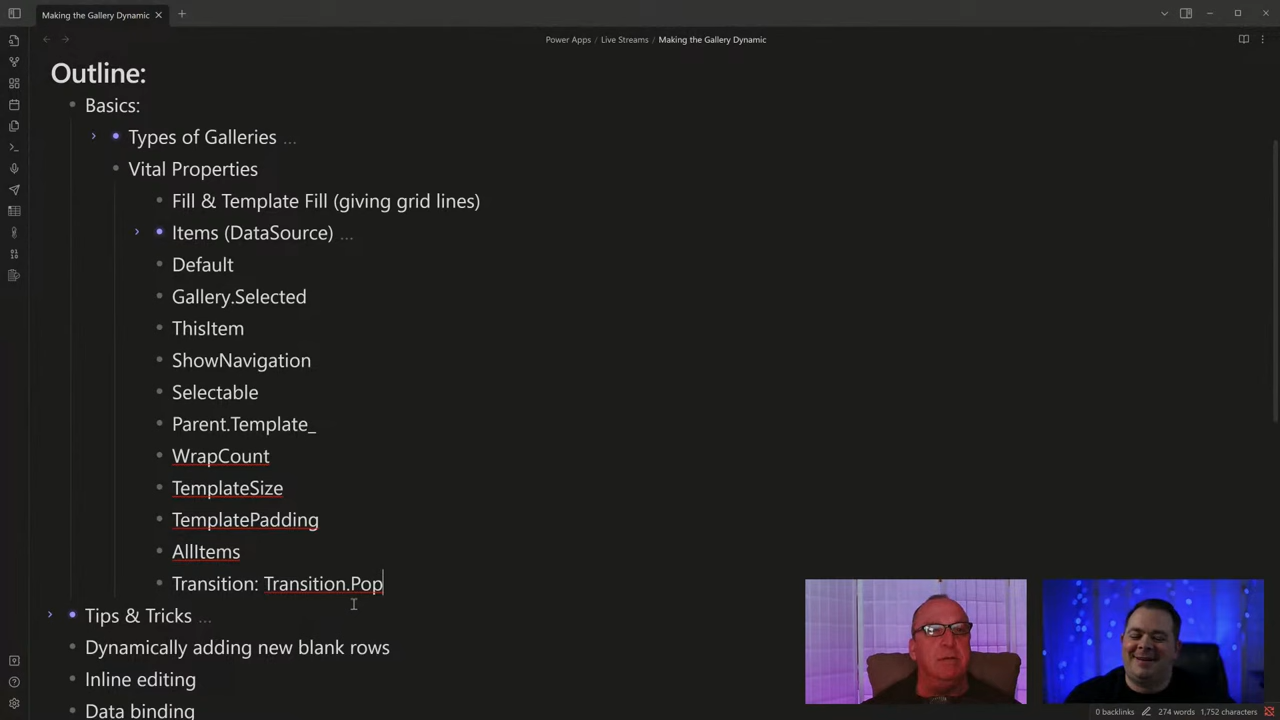 Making the Gallery Dynamic
Power Apps / Live Streams / Making the Gallery Dynamic
Outline:
Basics:
Types of Galleries ...
Vital Properties
Fill & Template Fill (giving grid lines)
Items (DataSource) ...
Default
Gallery.Selected
ThisItem
ShowNavigation
Selectable
Parent.Template_
WrapCount
TemplateSize
TemplatePadding
AllItems
Transition: Transition.Pop
Tips & Tricks ...
Dynamically adding new blank rows
Inline editing
Data binding
0 backlinks 274 words 1,752 characters